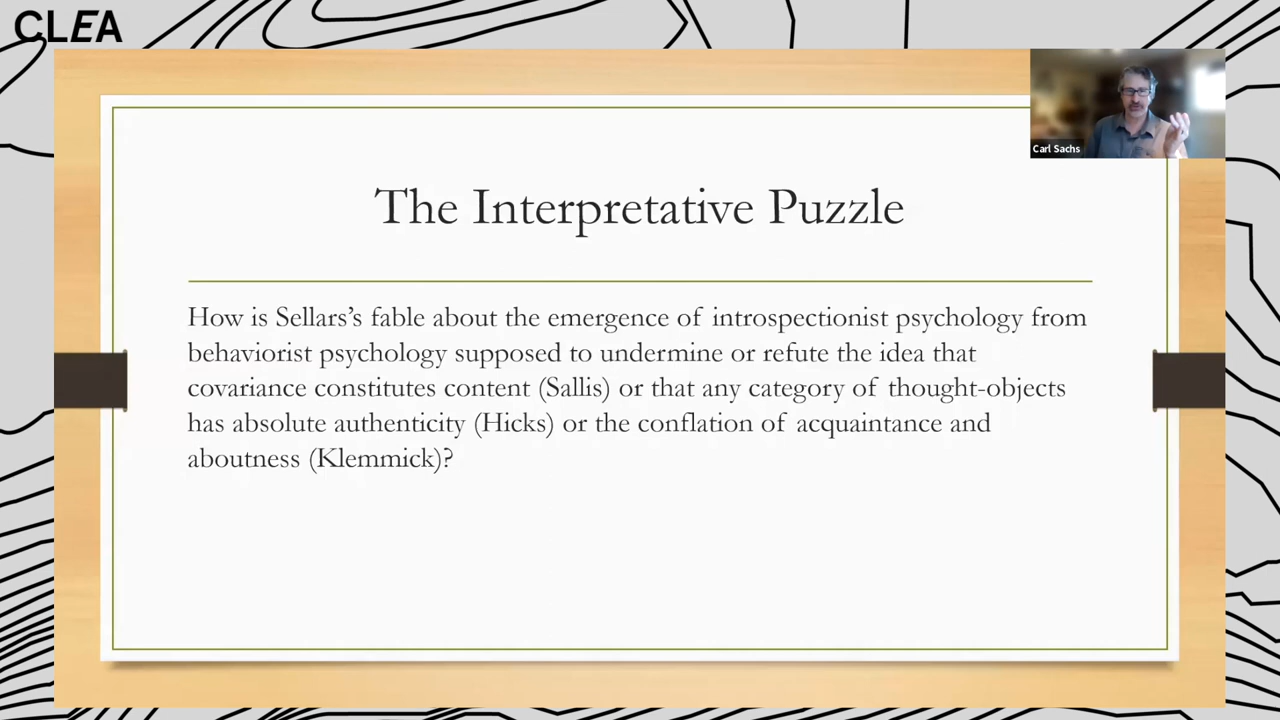 CLEA
Carl Sachs
The Interpretative Puzzle
How is Sellars’s fable about the emergence of introspectionist psychology from
behaviorist psychology supposed to undermine or refute the idea that
covariance constitutes content (Sallis) or that any category of thought-objects
has absolute authenticity (Hicks) or the conflation of acquaintance and
aboutness (Klemmick)?